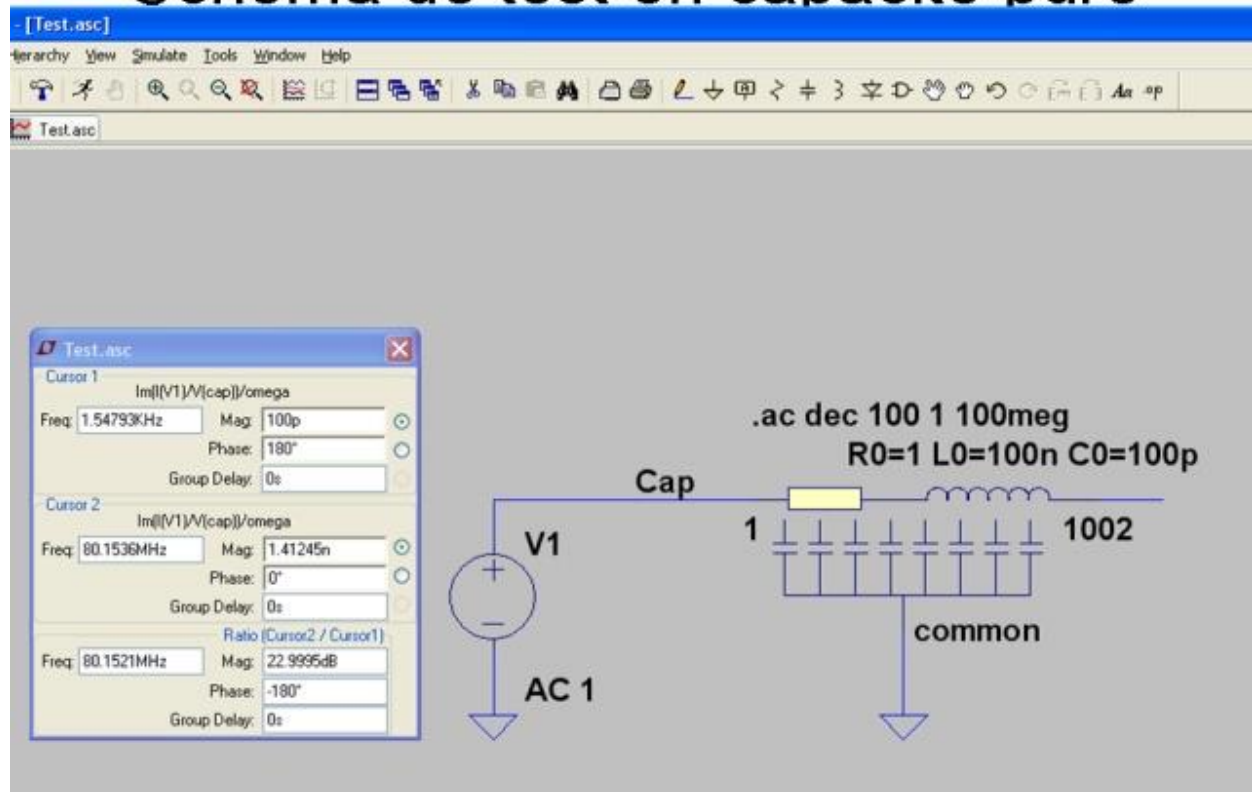 - [Test.asc]
Hierarchy View Simulate Tools Window Help
Aa .op
Test.asc
Test.asc
Cursor 1
Im(I(V1)/V(cap))/omega
Freq: 1.54793KHz Mag: 100p
Phase: 180°
Group Delay: 0s
Cursor 2
Im(I(V1)/V(cap))/omega
Freq: 80.1536MHz Mag: 1.41245n
Phase: 0°
Group Delay: 0s
Ratio (Cursor2 / Cursor1)
Freq: 80.1521MHz Mag: 22.9995dB
Phase: -180°
Group Delay: 0s
.ac dec 100 1 100meg
R0=1 L0=100n C0=100p
Cap
1
1002
V1
common
AC 1